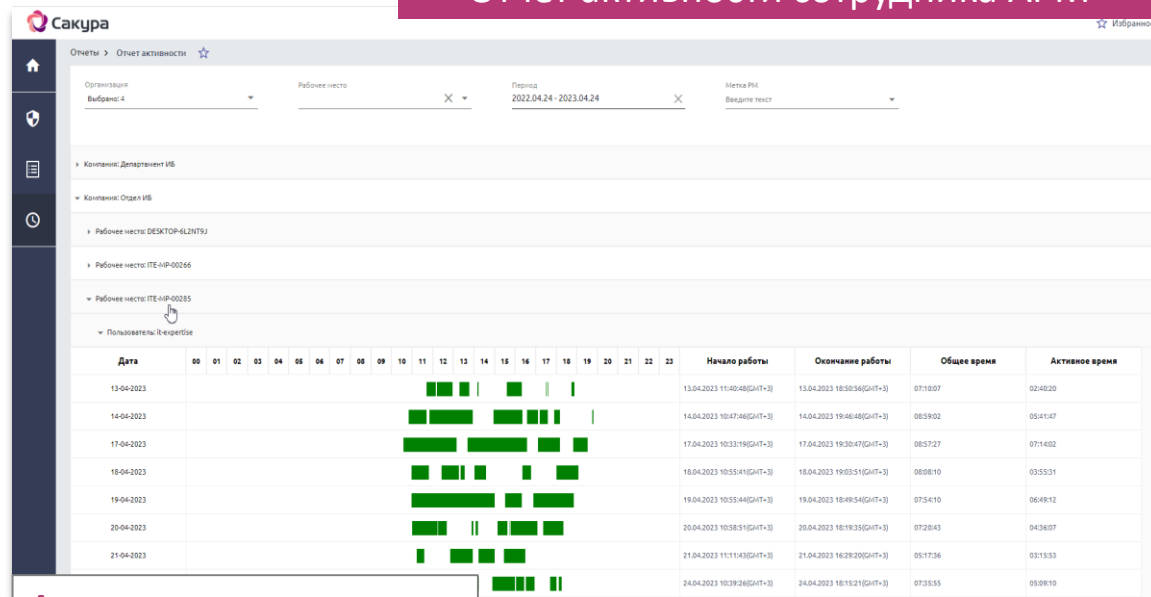 Отчет активности сотрудника АРМ
Сакура
Избранное
Отчеты > Отчет активности
Организация Рабочее место Период Метка РМ
Выбрано: 4 2022.04.24 - 2023.04.24 Введите текст
Компания: Департамент ИБ
Компания: Отдел ИБ
Рабочее место: DESKTOP-6L2NT9J
Рабочее место: ITE-MP-00266
Рабочее место: ITE-MP-00285
Пользователь: it-expertise
Дата 00 01 02 03 04 05 06 07 08 09 10 11 12 13 14 15 16 17 18 19 20 21 22 23 Начало работы Окончание работы Общее время Активное время
13-04-2023 13.04.2023 11:40:48(GMT+3) 13.04.2023 18:50:56(GMT+3) 07:10:07 02:40:20
14-04-2023 14.04.2023 10:47:46(GMT+3) 14.04.2023 19:46:48(GMT+3) 08:59:02 05:41:47
17-04-2023 17.04.2023 10:33:19(GMT+3) 17.04.2023 19:30:47(GMT+3) 08:57:27 07:14:02
18-04-2023 18.04.2023 10:55:41(GMT+3) 18.04.2023 19:03:51(GMT+3) 08:08:10 03:55:31
19-04-2023 19.04.2023 10:55:44(GMT+3) 19.04.2023 18:49:54(GMT+3) 07:54:10 06:49:12
20-04-2023 20.04.2023 10:58:51(GMT+3) 20.04.2023 18:19:35(GMT+3) 07:20:43 04:36:07
21-04-2023 21.04.2023 11:11:43(GMT+3) 21.04.2023 16:29:20(GMT+3) 05:17:36 03:15:53
24.04.2023 10:39:26(GMT+3) 24.04.2023 18:15:21(GMT+3) 07:35:55 05:09:10